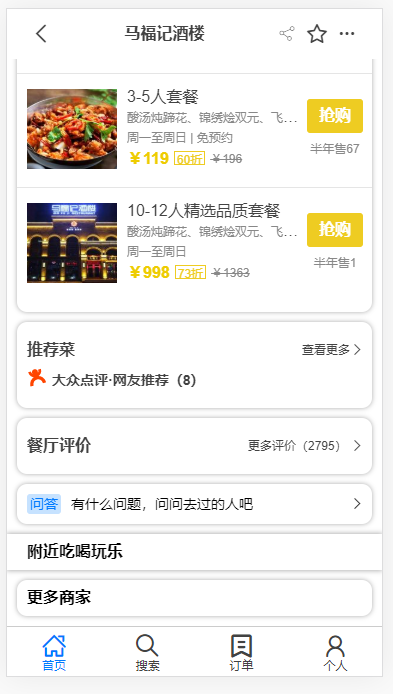 马福记酒楼
3-5人套餐
抢购
酸汤炖蹄花、锦绣烩双元、飞...
周一至周日 | 免预约
半年售67
￥119 60折 ￥196
10-12人精选品质套餐
抢购
酸汤炖蹄花、锦绣烩双元、飞...
周一至周日
半年售1
￥998 73折 ￥1363
推荐菜 查看更多
大众点评·网友推荐（8）
餐厅评价 更多评价（2795）
问答 有什么问题，问问去过的人吧
附近吃喝玩乐
更多商家
首页 搜索 订单 个人